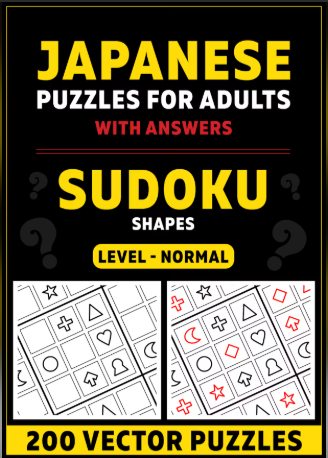 JAPANESE
PUZZLES FOR ADULTS
WITH ANSWERS
SUDOKU
SHAPES
LEVEL - NORMAL
200 VECTOR PUZZLES